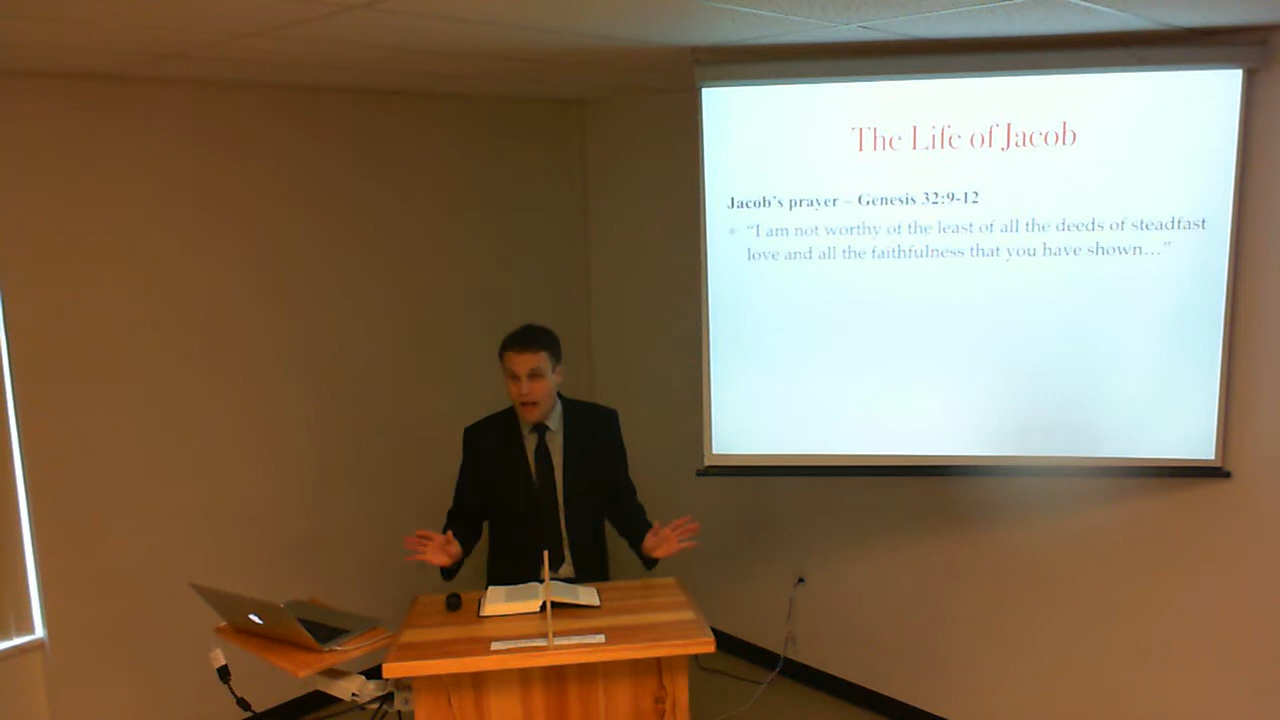 The Life of Jacob
Jacob's prayer – Genesis 32:9-12
“I am not worthy of the least of all the deeds of steadfast
love and all the faithfulness that you have shown…”